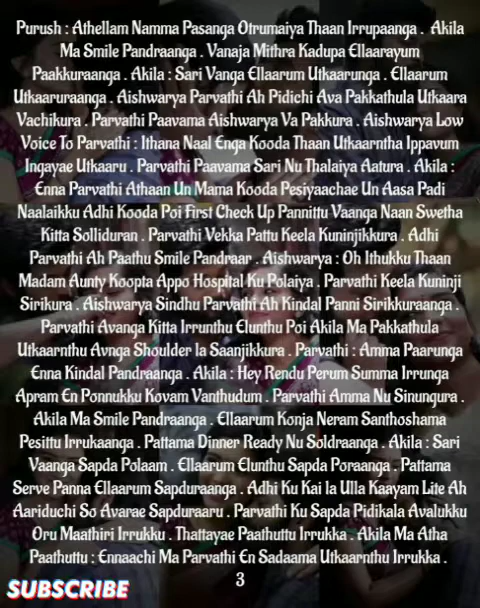 Purush : Athellam Namma Pasanga Otrumaiya Thaan Irrupaanga . Akila
Ma Smile Pandraanga . Vanaja Mithra Kadupa Ellaarayum
Paakkuraanga . Akila : Sari Vanga Ellaarum Utkaarunga . Ellaarum
Utkaaruraanga . Aishwarya Parvathi Ah Pidichi Ava Pakkathula Utkaara
Vachikura . Parvathi Paavama Aishwarya Va Pakkura . Aishwarya Low
Voice To Parvathi : Ithana Naal Enga Kooda Thaan Utkaarntha Ippavum
Ingayae Utkaaru . Parvathi Paavama Sari Nu Thalaiya Aatura . Akila :
Enna Parvathi Athaan Un Mama Kooda Pesiyaachae Un Aasa Padi
Naalaikku Adhi Kooda Poi First Check Up Pannittu Vaanga Naan Swetha
Kitta Solliduran . Parvathi Vekka Pattu Keela Kuninjikkura . Adhi
Parvathi Ah Paathu Smile Pandraar . Aishwarya : Oh Ithukku Thaan
Madam Aunty Koopta Appo Hospital Ku Polaiya . Parvathi Keela Kuninji
Sirikura . Aishwarya Sindhu Parvathi Ah Kindal Panni Sirikkuraanga .
Parvathi Avanga Kitta Irrunthu Elunthu Poi Akila Ma Pakkathula
Utkaarnthu Avnga Shoulder la Saanjikkura . Parvathi : Amma Paarunga
Enna Kindal Pandraanga . Akila : Hey Rendu Perum Summa Irrunga
Apram En Ponnukku Kovam Vanthudum . Parvathi Amma Nu Sinungura .
Akila Ma Smile Pandraanga . Ellaarum Konja Neram Santhoshama
Pesittu Irrukaanga . Pattama Dinner Ready Nu Soldraanga . Akila : Sari
Vaanga Sapda Polaam . Ellaarum Elunthu Sapda Poraanga . Pattama
Serve Panna Ellaarum Sapduraanga . Adhi Ku Kai la Ulla Kaayam Lite Ah
Aariduchi So Avarae Sapduraaru . Parvathi Ku Sapda Pidikala Avalukku
Oru Maathiri Irrukku . Thattayae Paathuttu Irrukka . Akila Ma Atha
Paathuttu : Ennaachi Ma Parvathi En Sadaama Utkaarnthu Irrukka .
3
SUBSCRIBE